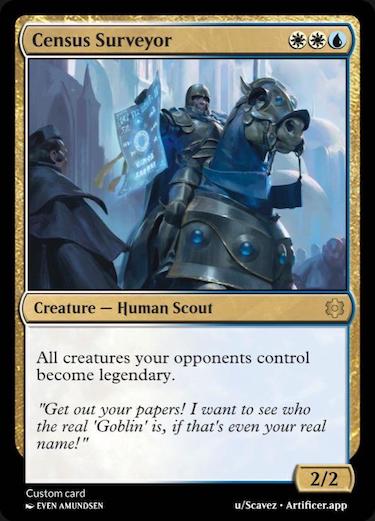 Census Surveyor
Creature — Human Scout
All creatures your opponents control
become legendary.
"Get out your papers! I want to see who
the real 'Goblin' is, if that's even your real
name!"
2/2
Custom card
EVEN AMUNDSEN
u/Scavez • Artificer.app